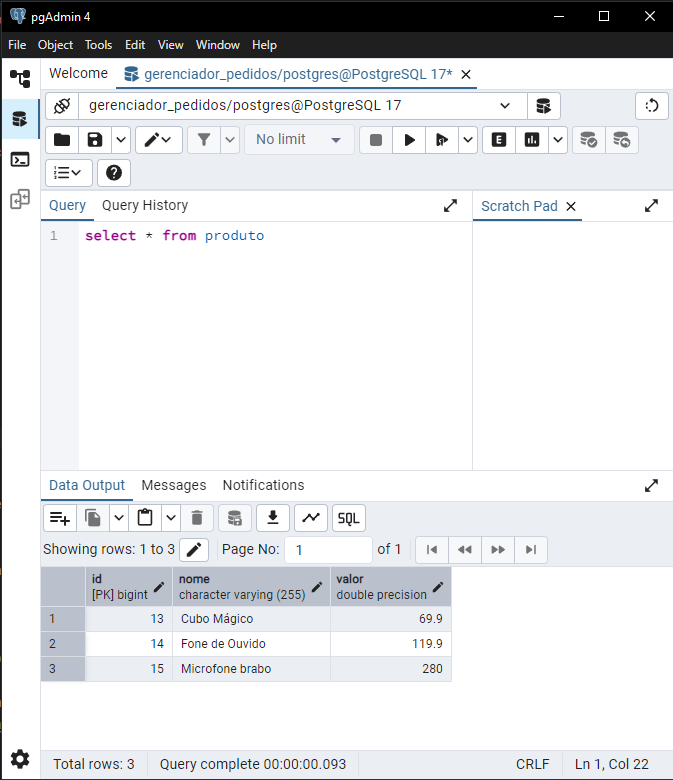 pgAdmin 4
File Object Tools Edit View Window Help
Welcome gerenciador_pedidos/postgres@PostgreSQL 17*
gerenciador_pedidos/postgres@PostgreSQL 17
No limit
E
Query Query History
Scratch Pad
1 select * from produto
Data Output Messages Notifications
SQL
Showing rows: 1 to 3 Page No: 1 of 1
id nome valor
[PK] bigint character varying (255) double precision
1 13 Cubo Mágico 69.9
2 14 Fone de Ouvido 119.9
3 15 Microfone brabo 280
Total rows: 3 Query complete 00:00:00.093 CRLF Ln 1, Col 22